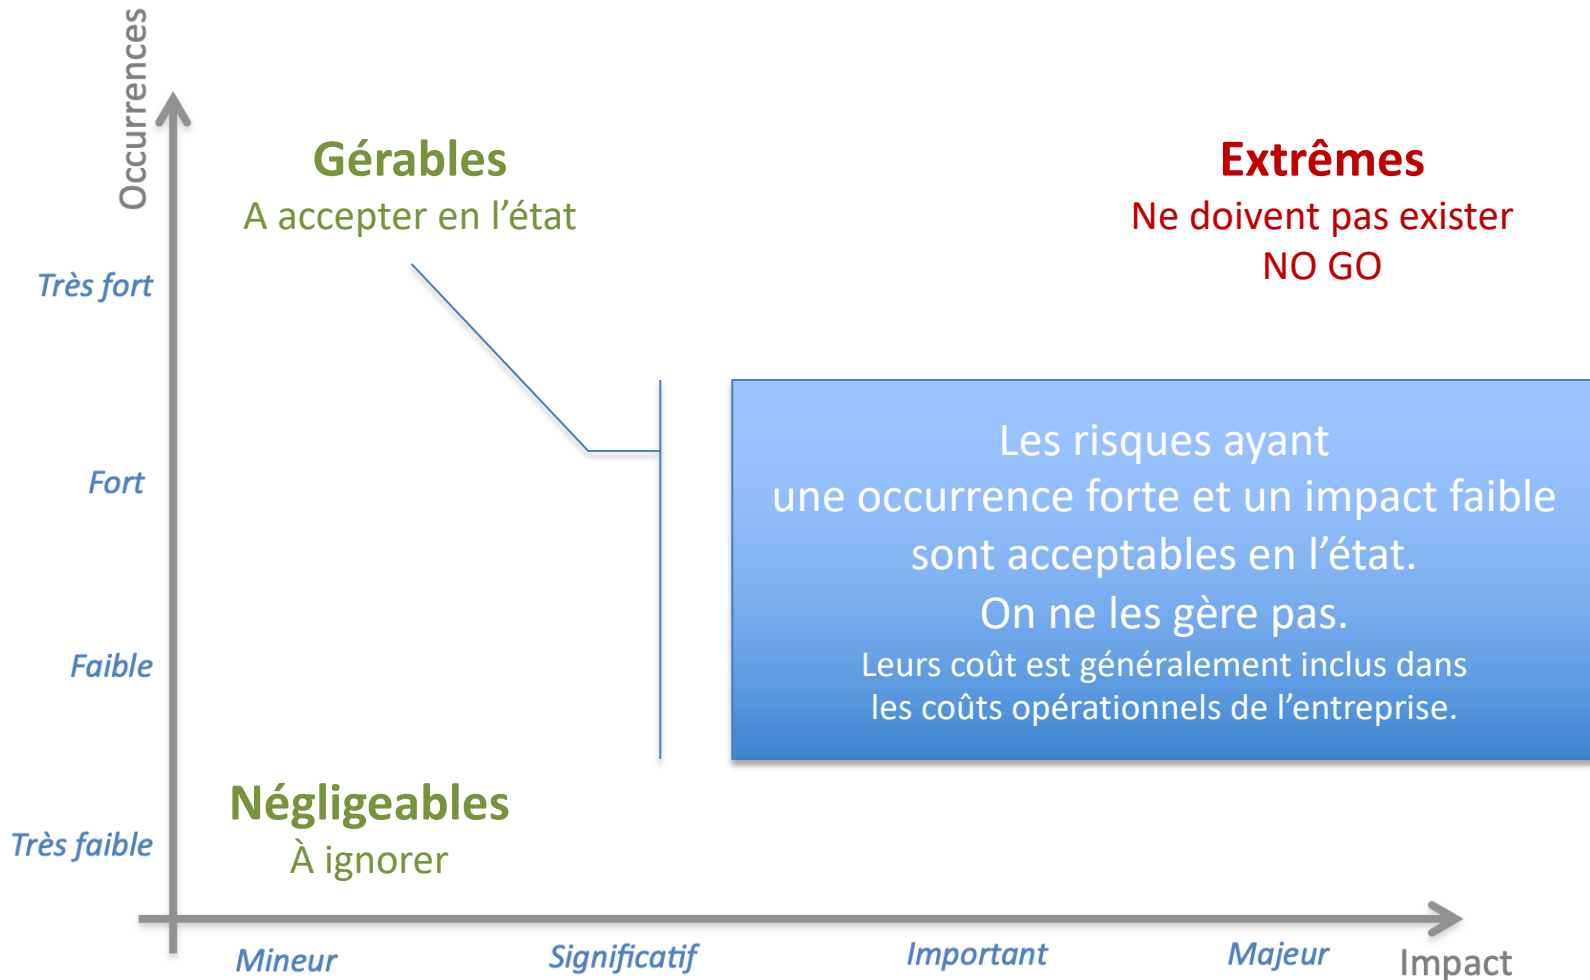 Occurrences
Gérables
A accepter en l’état
Extrêmes
Ne doivent pas exister
NO GO
Très fort
Fort
Faible
Très faible
Les risques ayant
une occurrence forte et un impact faible
sont acceptables en l’état.
On ne les gère pas.
Leurs coût est généralement inclus dans
les coûts opérationnels de l’entreprise.
Négligeables
À ignorer
Mineur
Significatif
Important
Majeur
Impact